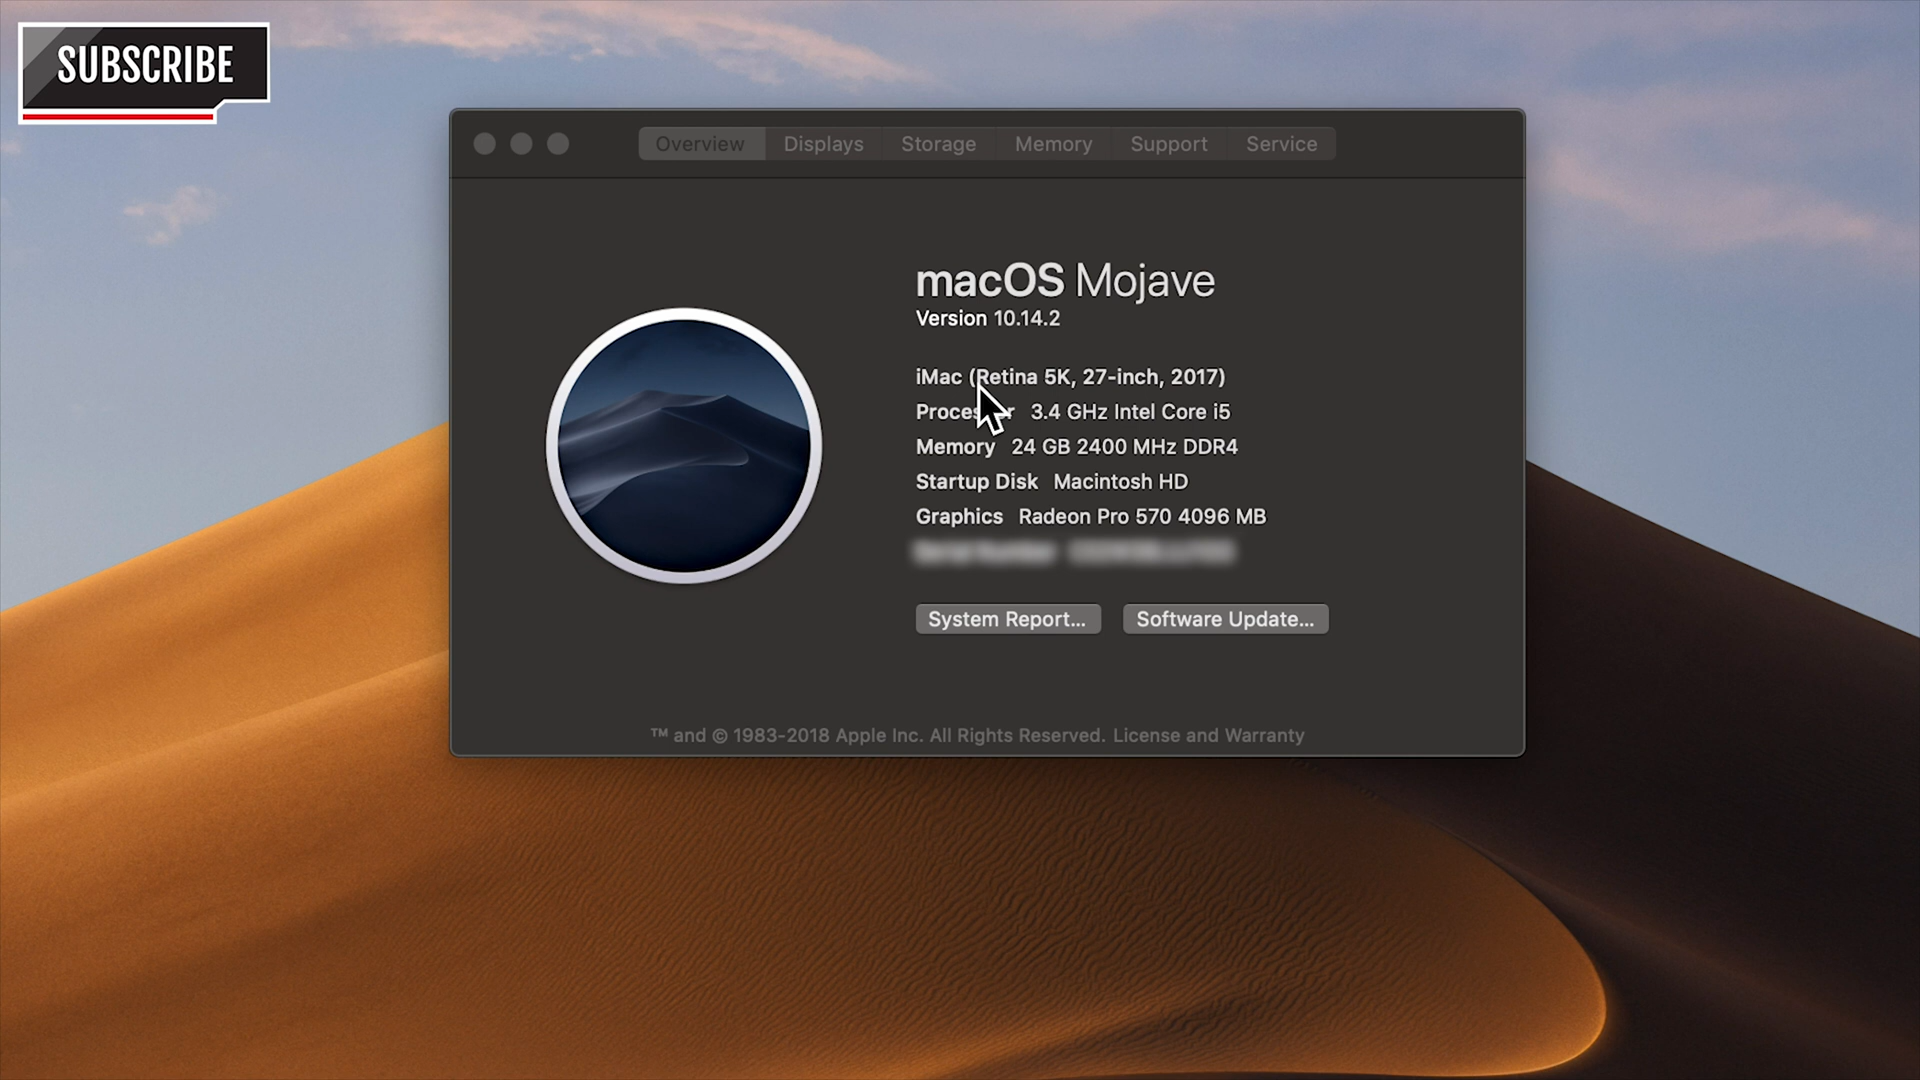 SUBSCRIBE
Overview Displays Storage Memory Support Service
macOS Mojave
Version 10.14.2
iMac (Retina 5K, 27-inch, 2017)
3.4 GHz Intel Core i5
Memory 24 GB 2400 MHz DDR4
Startup Disk Macintosh HD
Graphics Radeon Pro 570 4096 MB
System Report... Software Update...
™ and © 1983-2018 Apple Inc. All Rights Reserved. License and Warranty